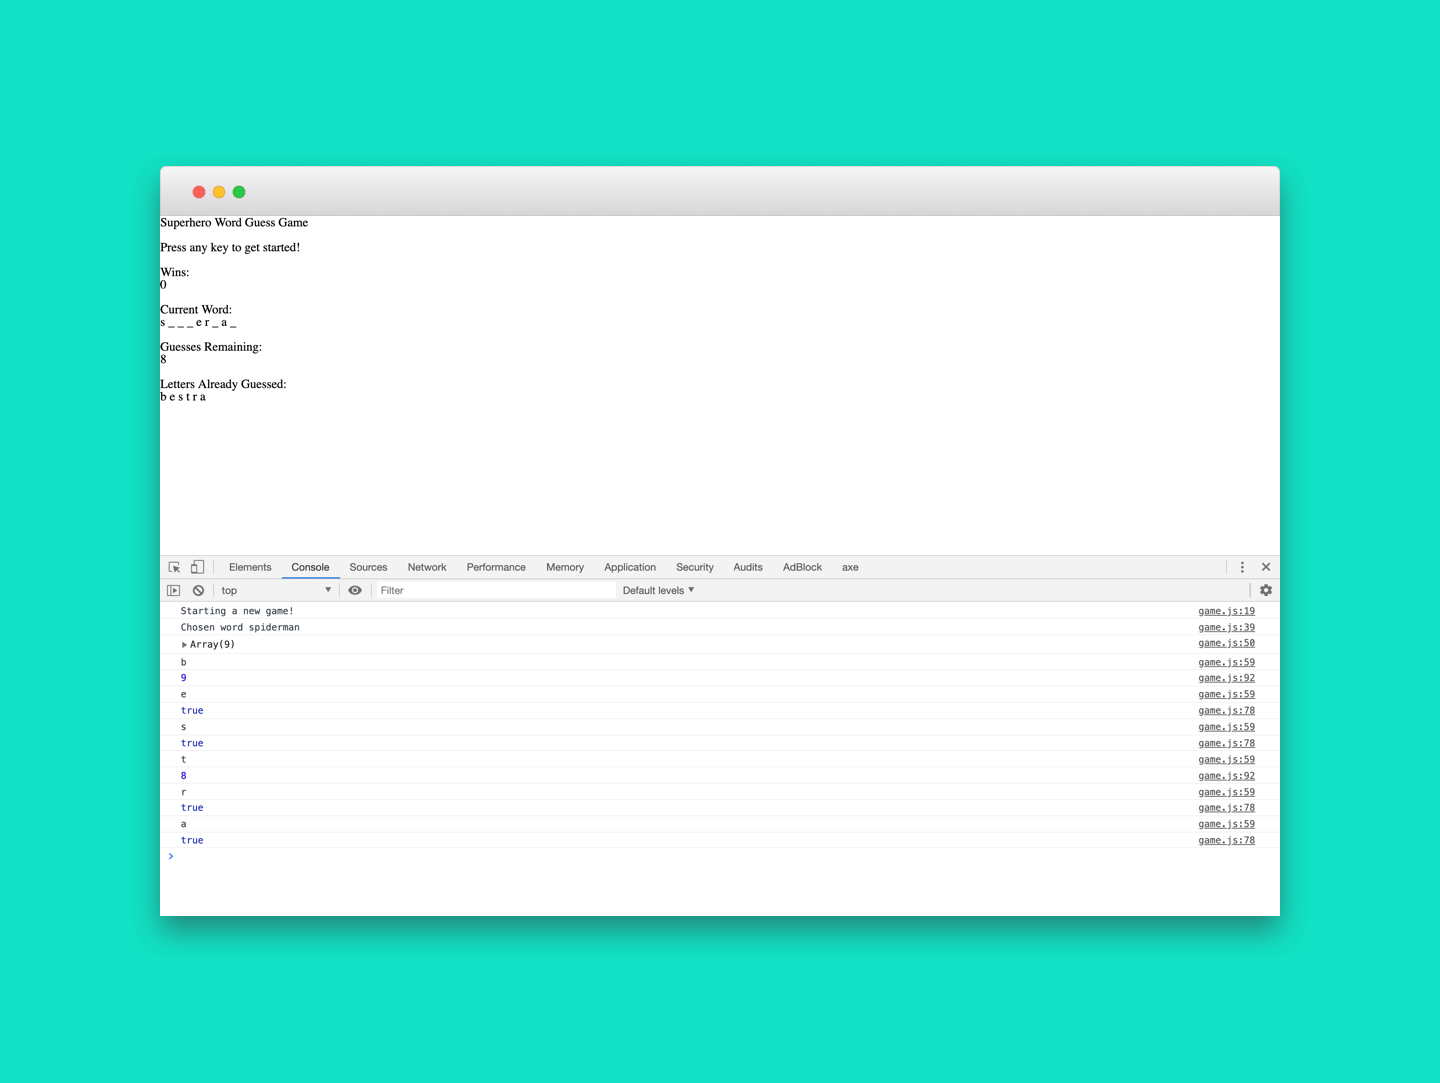 Superhero Word Guess Game
Press any key to get started!
Wins:
0
Current Word:
s _ _ _ e r _ a _
Guesses Remaining:
8
Letters Already Guessed:
b e s t r a
Elements Console Sources Network Performance Memory Application Security Audits AdBlock axe
top Filter Default levels
Starting a new game! game.js:19
Chosen word spiderman game.js:39
Array(9) game.js:50
b game.js:59
9 game.js:92
e game.js:59
true game.js:78
s game.js:59
true game.js:78
t game.js:59
8 game.js:92
r game.js:59
true game.js:78
a game.js:59
true game.js:78